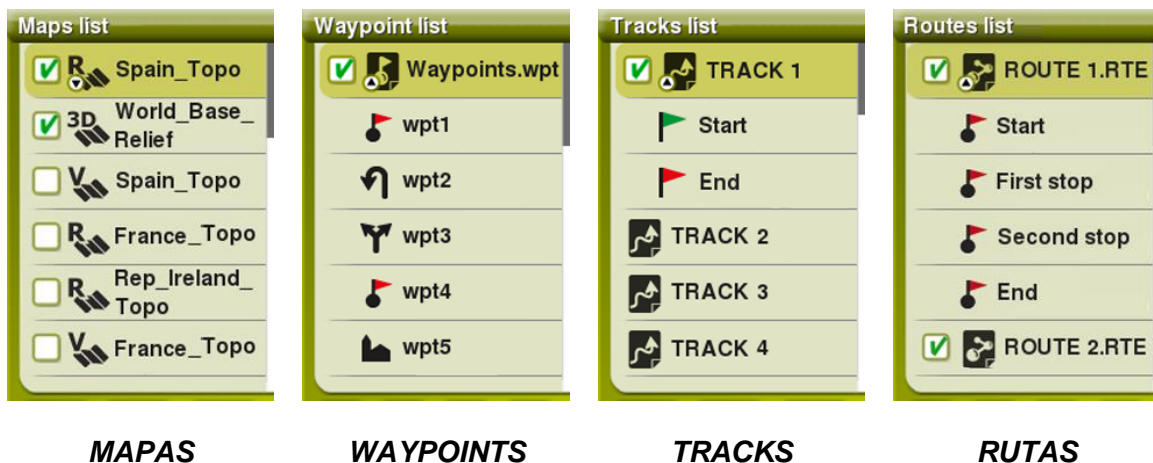 Maps list
R Spain_Topo
3D World_Base_
Relief
V Spain_Topo
R France_Topo
R Rep_Ireland_
Topo
V France_Topo
Waypoint list
Waypoints.wpt
wpt1
wpt2
wpt3
wpt4
wpt5
Tracks list
TRACK 1
Start
End
TRACK 2
TRACK 3
TRACK 4
Routes list
ROUTE 1.RTE
Start
First stop
Second stop
End
ROUTE 2.RTE
MAPAS
WAYPOINTS
TRACKS
RUTAS